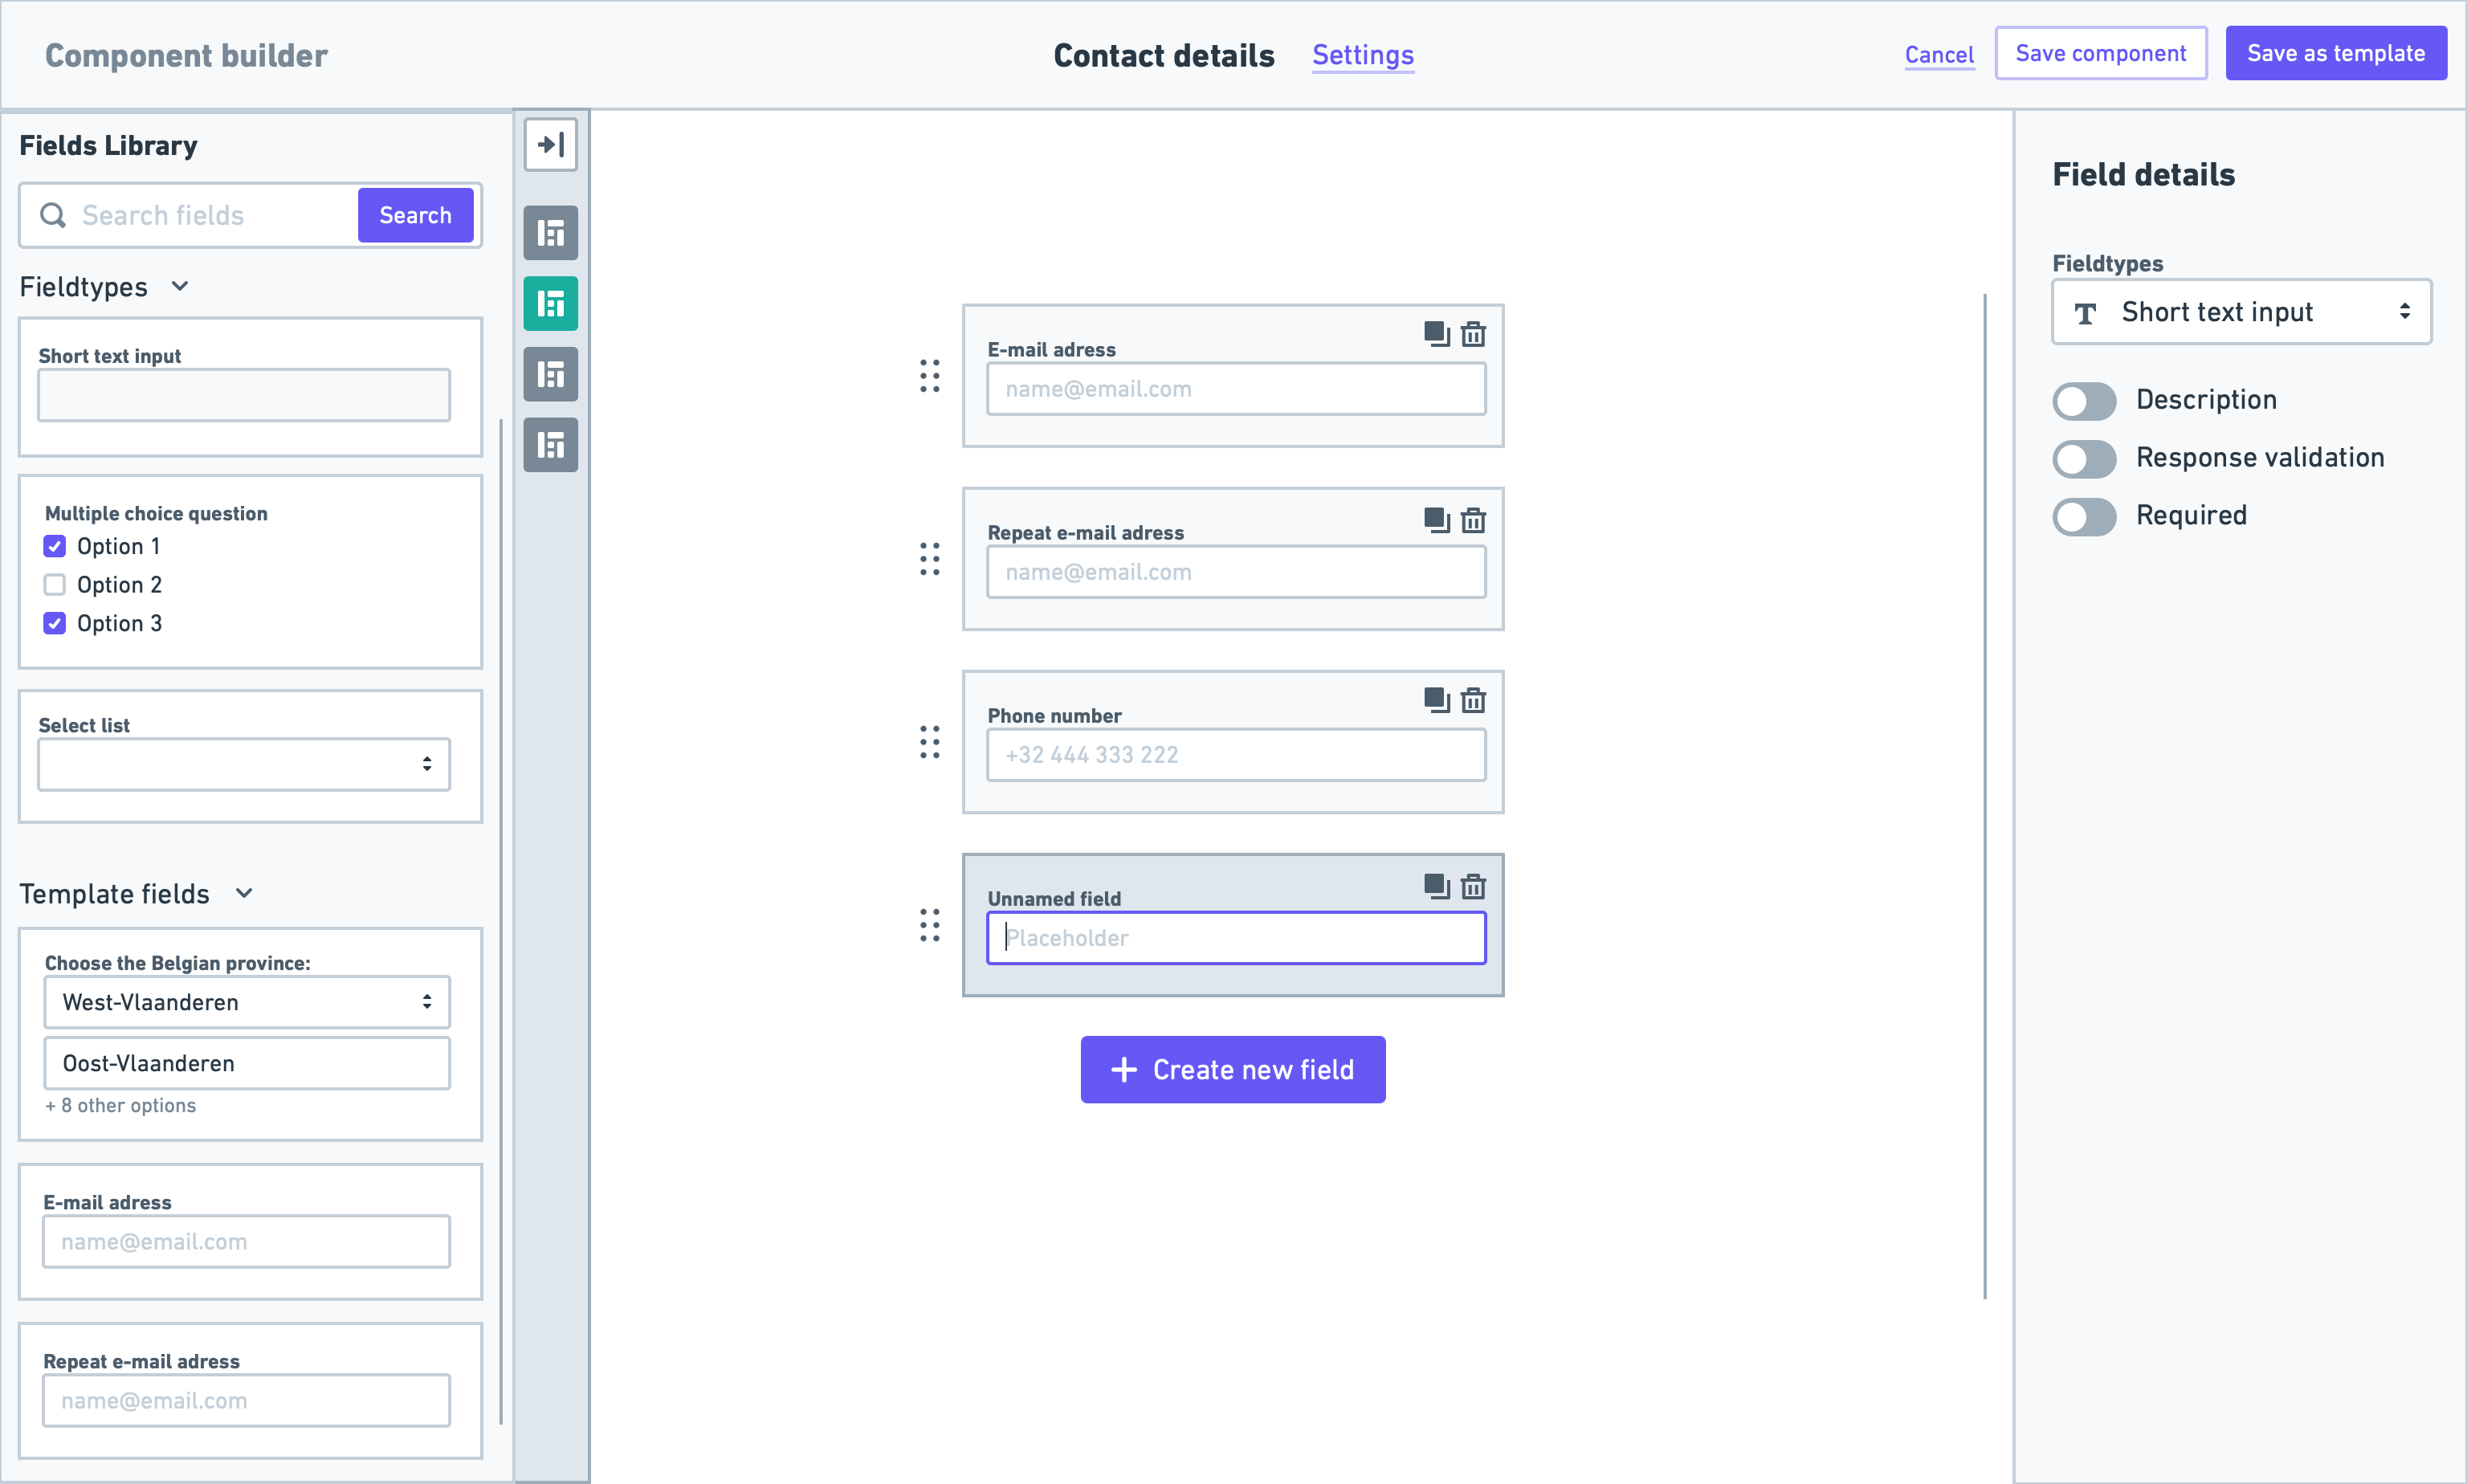 Component builder
Contact details
Settings
Cancel
Save component
Save as template
Fields Library
Search fields
Search
Fieldtypes
Short text input
Multiple choice question
Option 1
Option 2
Option 3
Select list
Template fields
Choose the Belgian province:
West-Vlaanderen
Oost-Vlaanderen
+ 8 other options
E-mail adress
name@email.com
Repeat e-mail adress
name@email.com
E-mail adress
name@email.com
Repeat e-mail adress
name@email.com
Phone number
+32 444 333 222
Unnamed field
Placeholder
Create new field
Field details
Fieldtypes
Short text input
Description
Response validation
Required